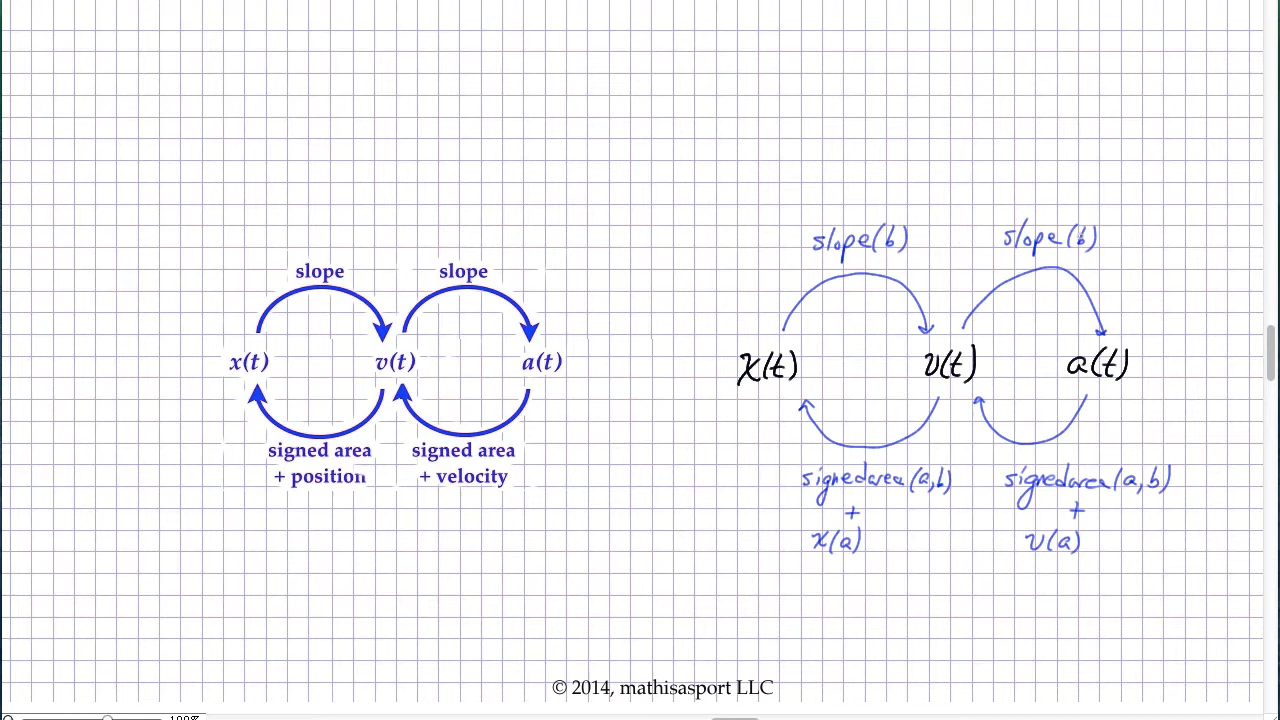 slope slope
x(t) v(t) a(t)
signed area signed area
+ position + velocity
slope(b) slope(b)
x(t) v(t) a(t)
signedarea(a,b) signedarea(a,b)
+ +
x(a) v(a)
© 2014, mathisasport LLC